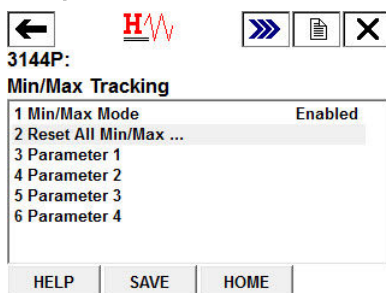 H
3144P:
Min/Max Tracking
1 Min/Max Mode Enabled
2 Reset All Min/Max ...
3 Parameter 1
4 Parameter 2
5 Parameter 3
6 Parameter 4
HELP SAVE HOME